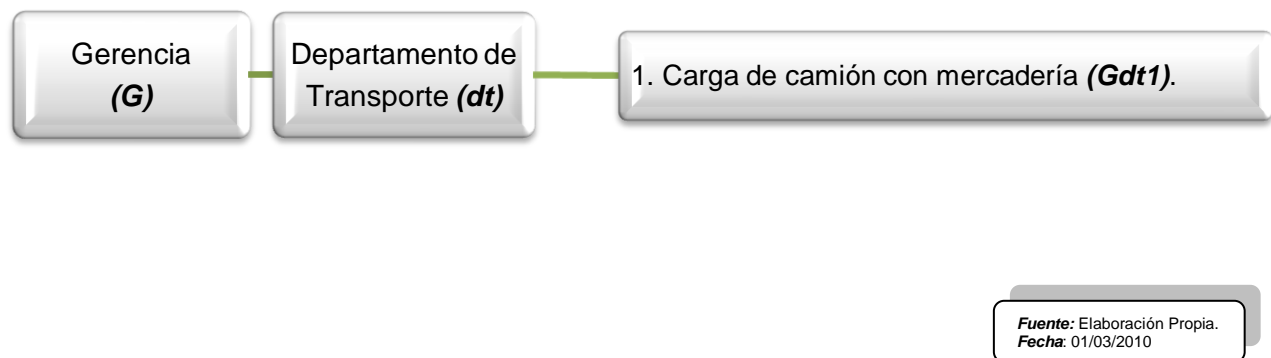 Gerencia
(G)
Departamento de
Transporte (dt)
1. Carga de camión con mercadería (Gdt1).
Fuente: Elaboración Propia.
Fecha: 01/03/2010